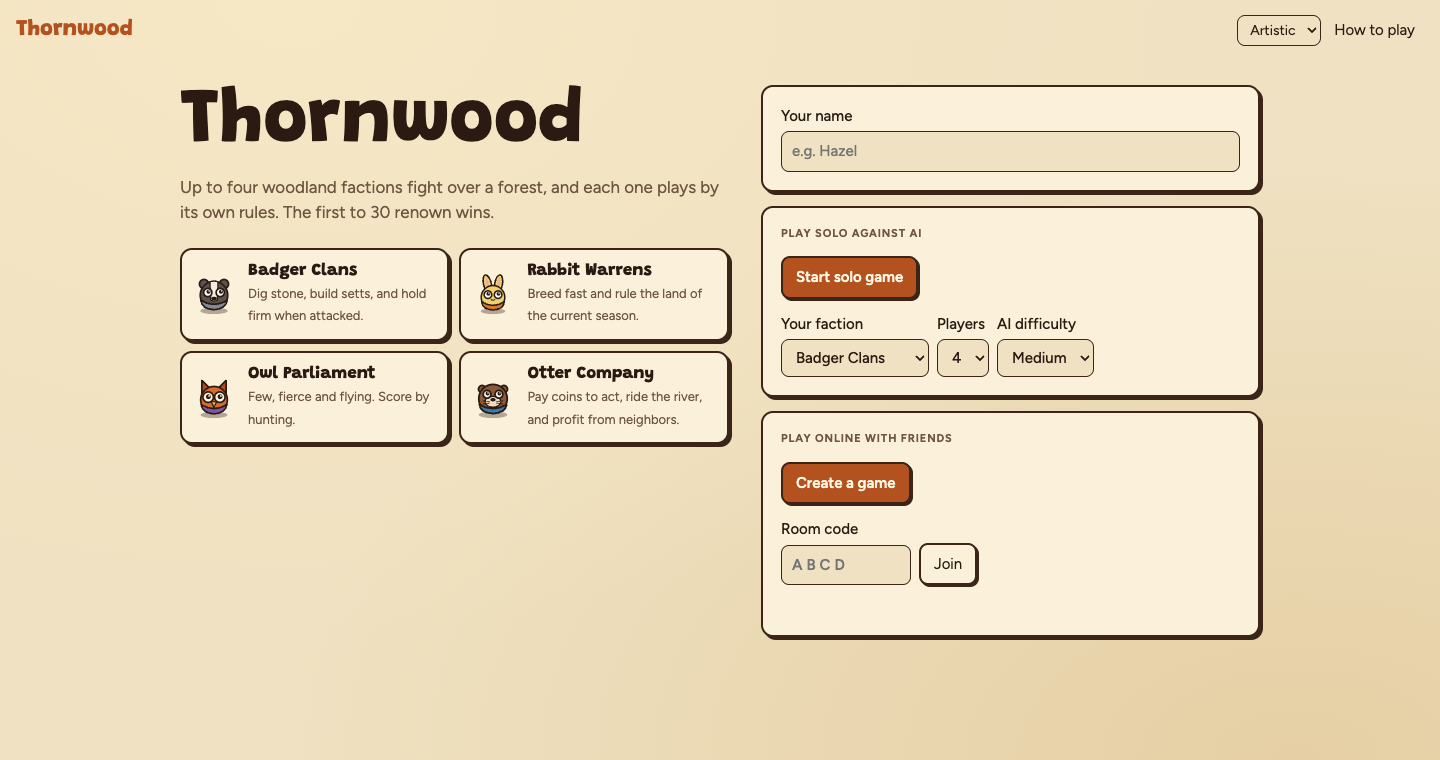 Thornwood
Artistic
How to play
Thornwood
Up to four woodland factions fight over a forest, and each one plays by
its own rules. The first to 30 renown wins.
Badger Clans
Dig stone, build setts, and hold
firm when attacked.
Rabbit Warrens
Breed fast and rule the land of
the current season.
Owl Parliament
Few, fierce and flying. Score by
hunting.
Otter Company
Pay coins to act, ride the river,
and profit from neighbors.
Your name
e.g. Hazel
PLAY SOLO AGAINST AI
Start solo game
Your faction
Players
AI difficulty
Badger Clans
4
Medium
PLAY ONLINE WITH FRIENDS
Create a game
Room code
ABCD
Join